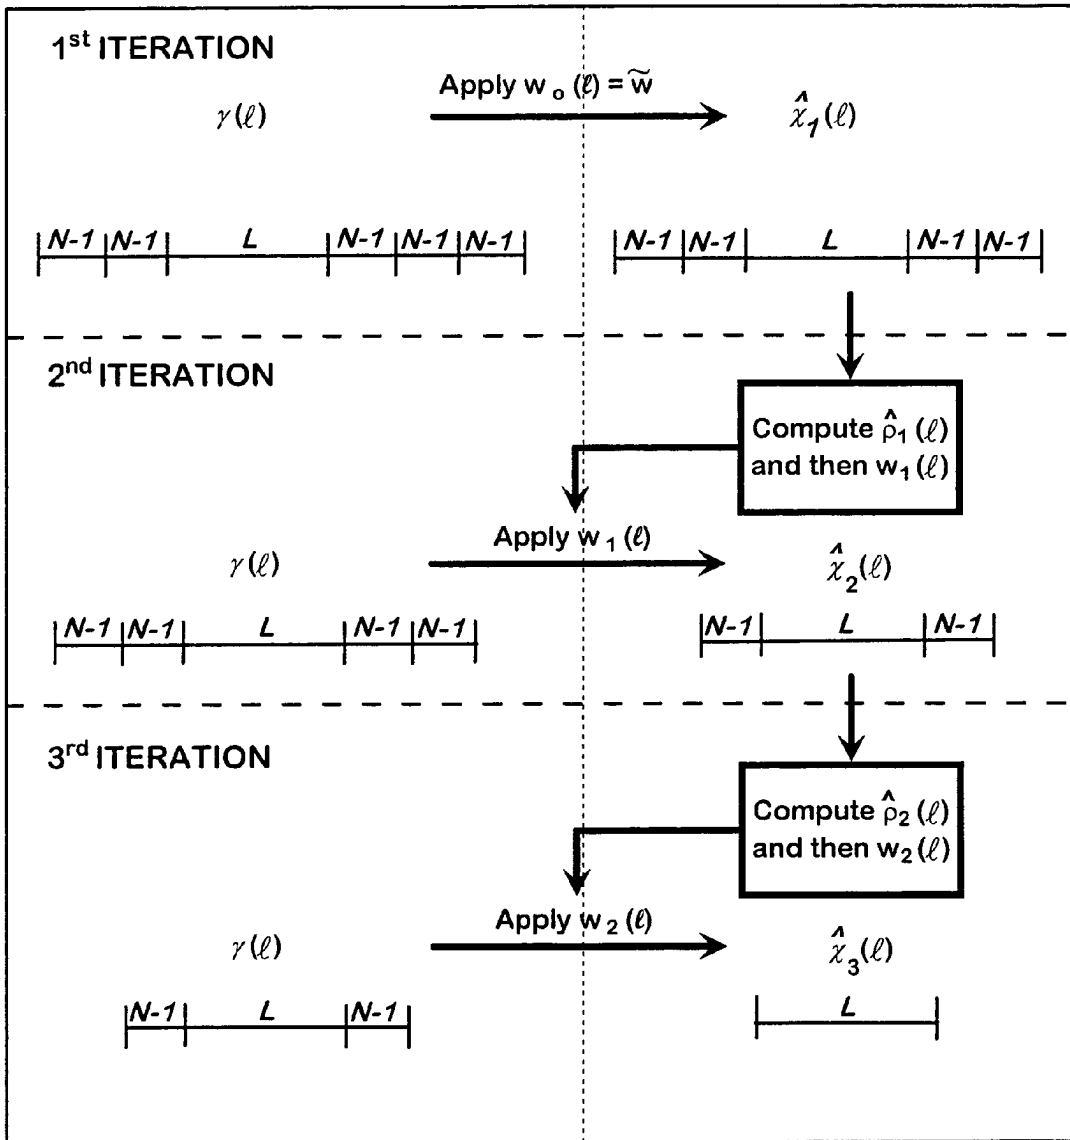 1st ITERATION
Apply w o (ℓ) = w̃
γ(ℓ)
χ̂1(ℓ)
N-1 N-1 L N-1 N-1 N-1
N-1 N-1 L N-1 N-1
2nd ITERATION
Compute ρ̂1(ℓ)
and then w1(ℓ)
Apply w1(ℓ)
γ(ℓ)
χ̂2(ℓ)
N-1 N-1 L N-1 N-1
N-1 L N-1
3rd ITERATION
Compute ρ̂2(ℓ)
and then w2(ℓ)
Apply w2(ℓ)
γ(ℓ)
χ̂3(ℓ)
N-1 L N-1
L